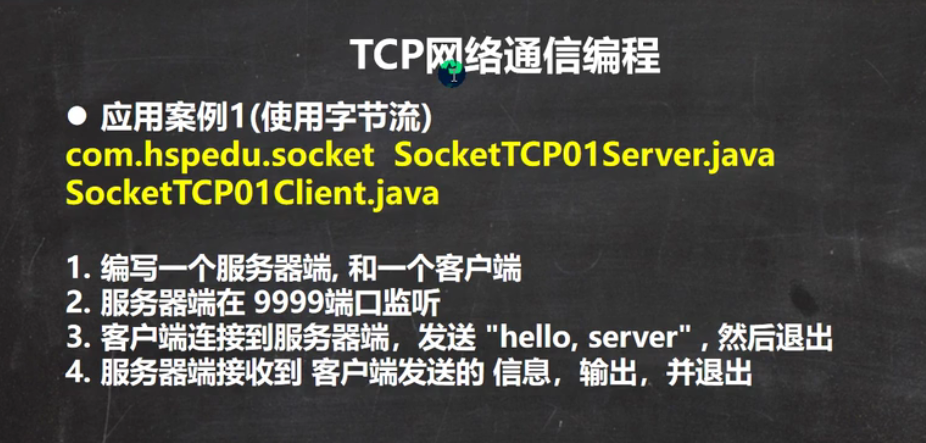 TCP网络通信编程
● 应用案例1(使用字节流)
com.hspedu.socket SocketTCP01Server.java
SocketTCP01Client.java
1. 编写一个服务器端, 和一个客户端
2. 服务器端在 9999端口监听
3. 客户端连接到服务器端，发送 "hello, server" , 然后退出
4. 服务器端接收到 客户端发送的 信息，输出，并退出